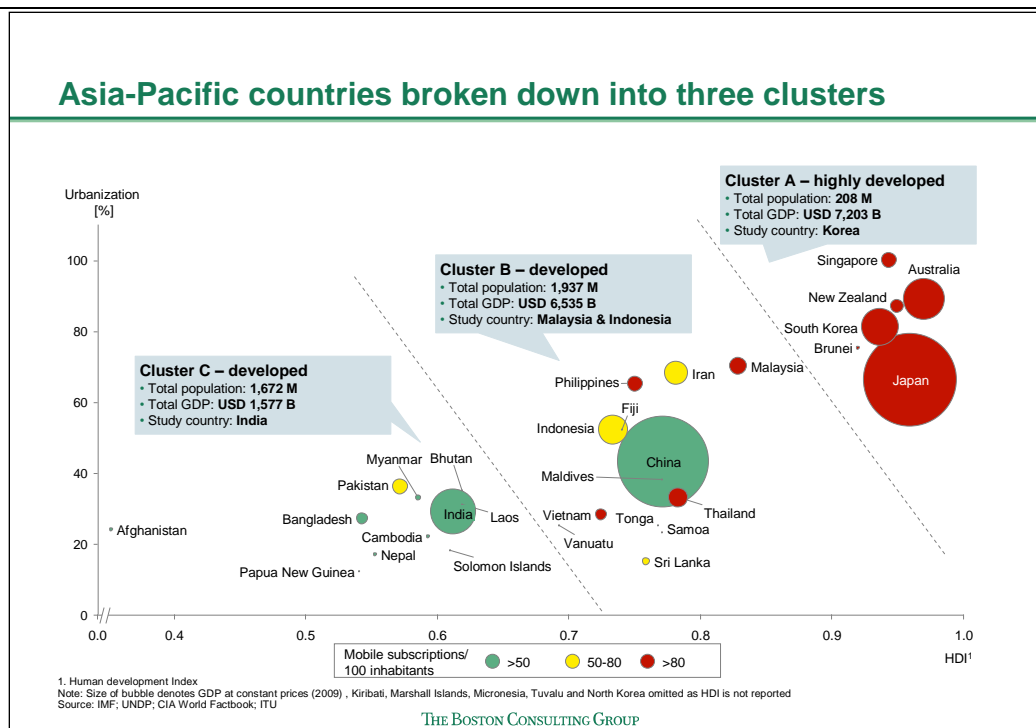 Asia-Pacific countries broken down into three clusters
Urbanization
[%]
Cluster A – highly developed
• Total population: 208 M
• Total GDP: USD 7,203 B
• Study country: Korea
Cluster B – developed
• Total population: 1,937 M
• Total GDP: USD 6,535 B
• Study country: Malaysia & Indonesia
Cluster C – developed
• Total population: 1,672 M
• Total GDP: USD 1,577 B
• Study country: India
100
80
60
40
20
0
Singapore
Australia
New Zealand
South Korea
Brunei
Japan
Malaysia
Iran
Philippines
Fiji
Indonesia
China
Maldives
Thailand
Vietnam
Tonga
Samoa
Vanuatu
Sri Lanka
Myanmar
Bhutan
Pakistan
India
Laos
Bangladesh
Afghanistan
Cambodia
Nepal
Solomon Islands
Papua New Guinea
0.0
0.4
0.5
0.6
0.7
0.8
0.9
1.0
HDI¹
Mobile subscriptions/
100 inhabitants
>50
50-80
>80
1. Human development Index
Note: Size of bubble denotes GDP at constant prices (2009) , Kiribati, Marshall Islands, Micronesia, Tuvalu and North Korea omitted as HDI is not reported
Source: IMF; UNDP; CIA World Factbook; ITU
THE BOSTON CONSULTING GROUP